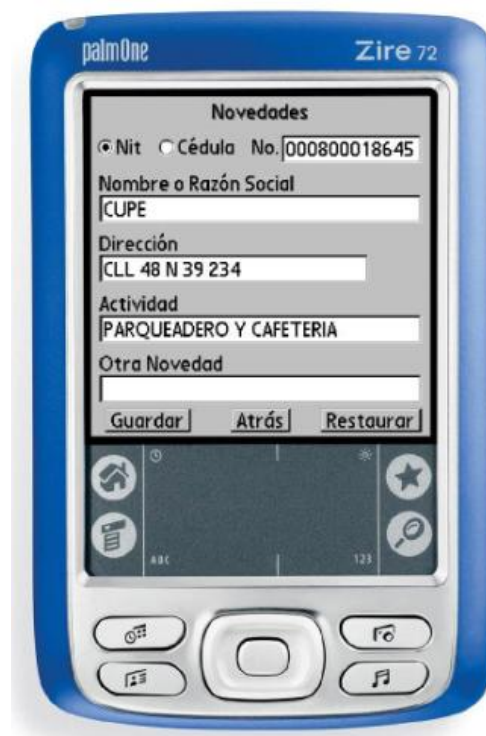 palmOne Zire 72
Novedades
Nit Cédula No. 000800018645
Nombre o Razón Social
CUPE
Dirección
CLL 48 N 39 234
Actividad
PARQUEADERO Y CAFETERIA
Otra Novedad
Guardar Atrás Restaurar
ABC 123